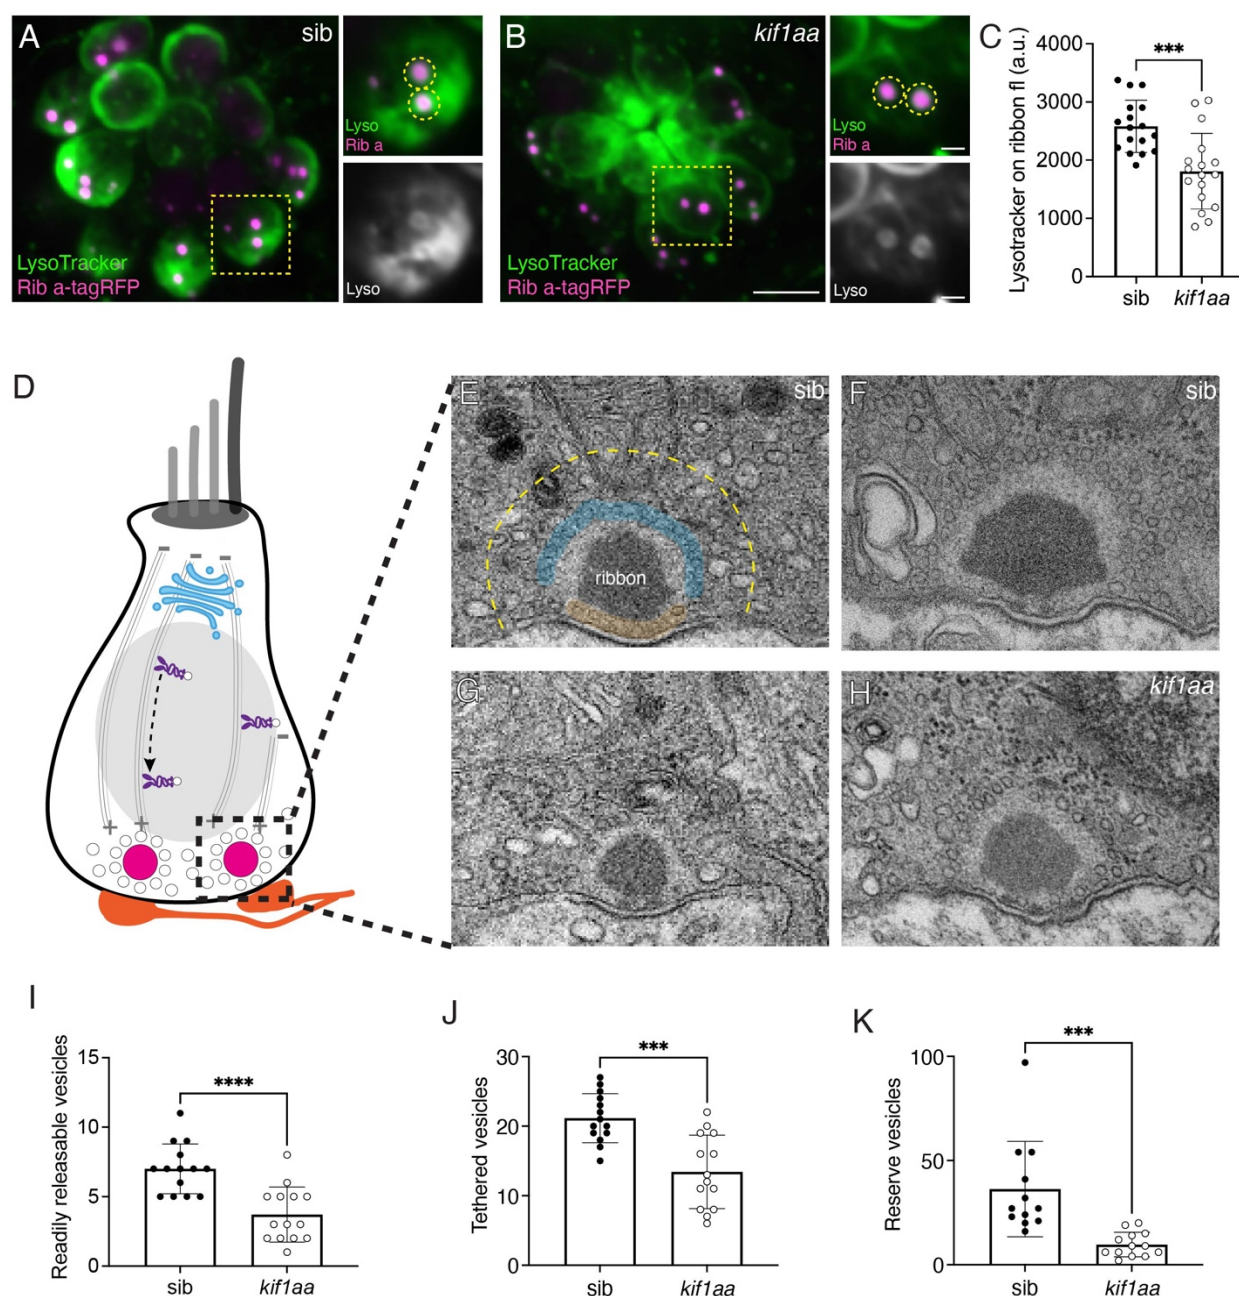 A
sib
LysoTracker
Rib a-tagRFP
Lyso
Rib a
Lyso
B
kif1aa
LysoTracker
Rib a-tagRFP
Lyso
Rib a
Lyso
C
Lysotracker on ribbon fl (a.u.)
4000
3000
2000
1000
0
***
sib
kif1aa
D
E
sib
ribbon
F
sib
G
H
kif1aa
I
Readily releasable vesicles
15
10
5
0
****
sib
kif1aa
J
Tethered vesicles
30
20
10
0
***
sib
kif1aa
K
Reserve vesicles
100
50
0
***
sib
kif1aa